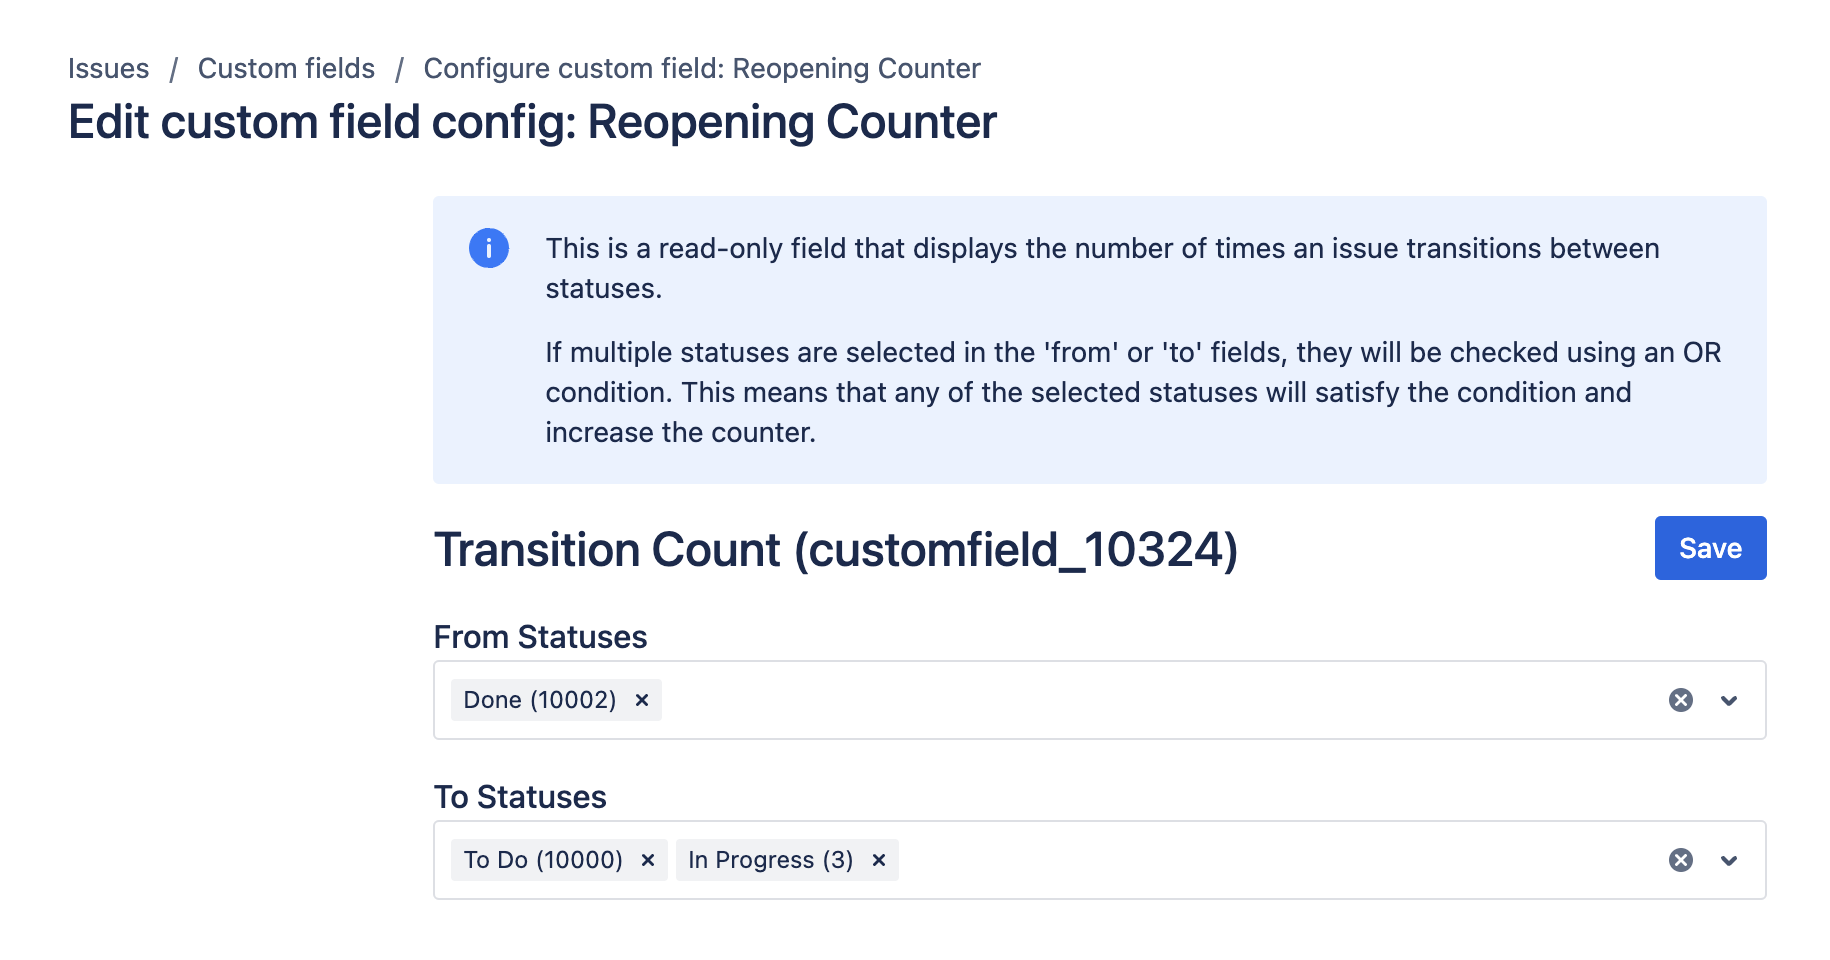 Issues / Custom fields / Configure custom field: Reopening Counter
Edit custom field config: Reopening Counter
This is a read-only field that displays the number of times an issue transitions between
statuses.
If multiple statuses are selected in the 'from' or 'to' fields, they will be checked using an OR
condition. This means that any of the selected statuses will satisfy the condition and
increase the counter.
Transition Count (customfield_10324)
Save
From Statuses
Done (10002)
To Statuses
To Do (10000) In Progress (3)